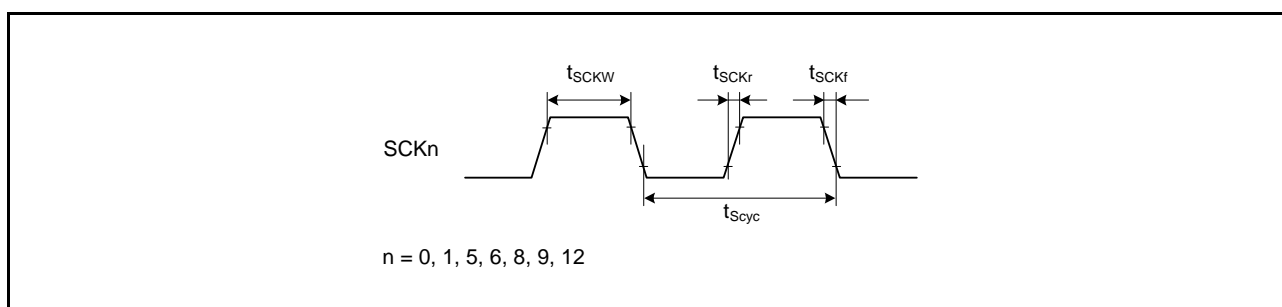 tSCKW tSCKr tSCKf
SCKn
tScyc
n = 0, 1, 5, 6, 8, 9, 12